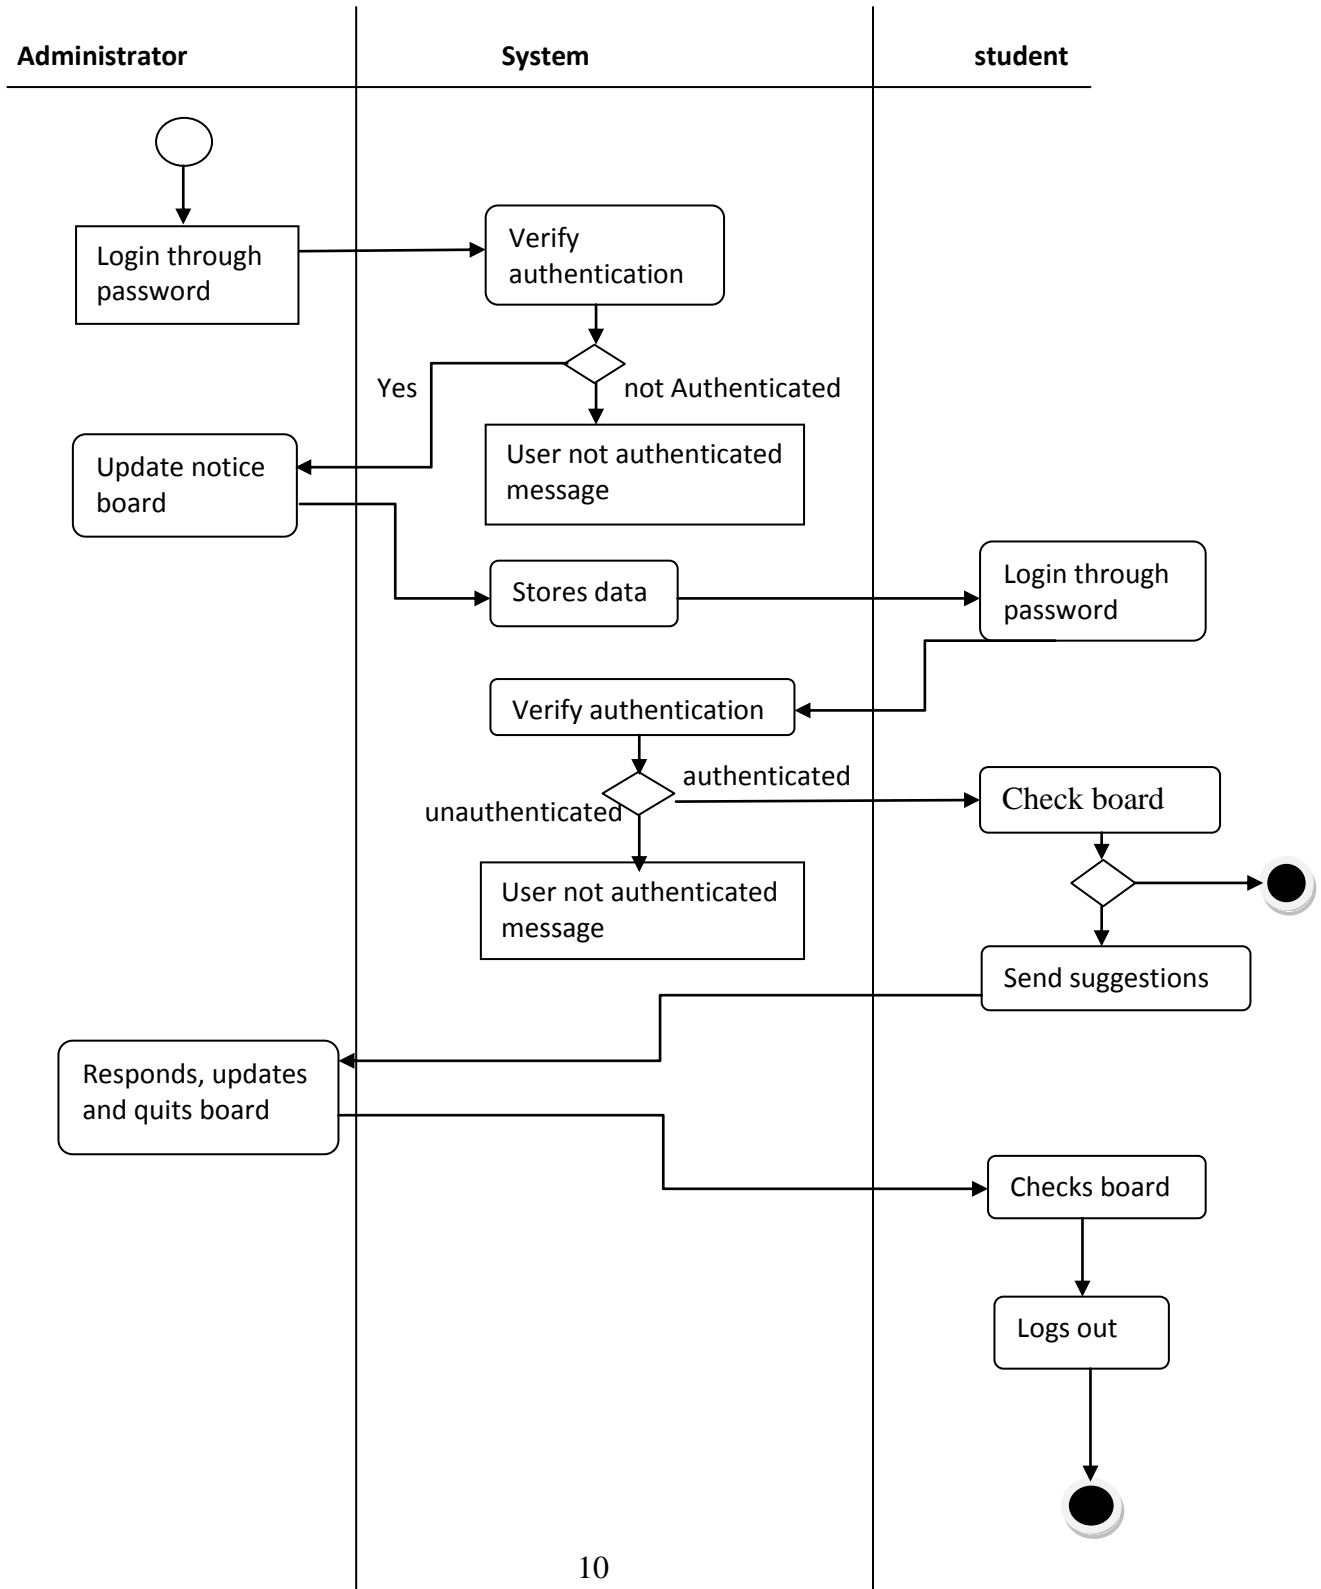 Administrator
System
student
Login through
password
Verify
authentication
Yes
not Authenticated
Update notice
board
User not authenticated
message
Stores data
Login through
password
Verify authentication
authenticated
unauthenticated
Check board
User not authenticated
message
Send suggestions
Responds, updates
and quits board
Checks board
Logs out
10